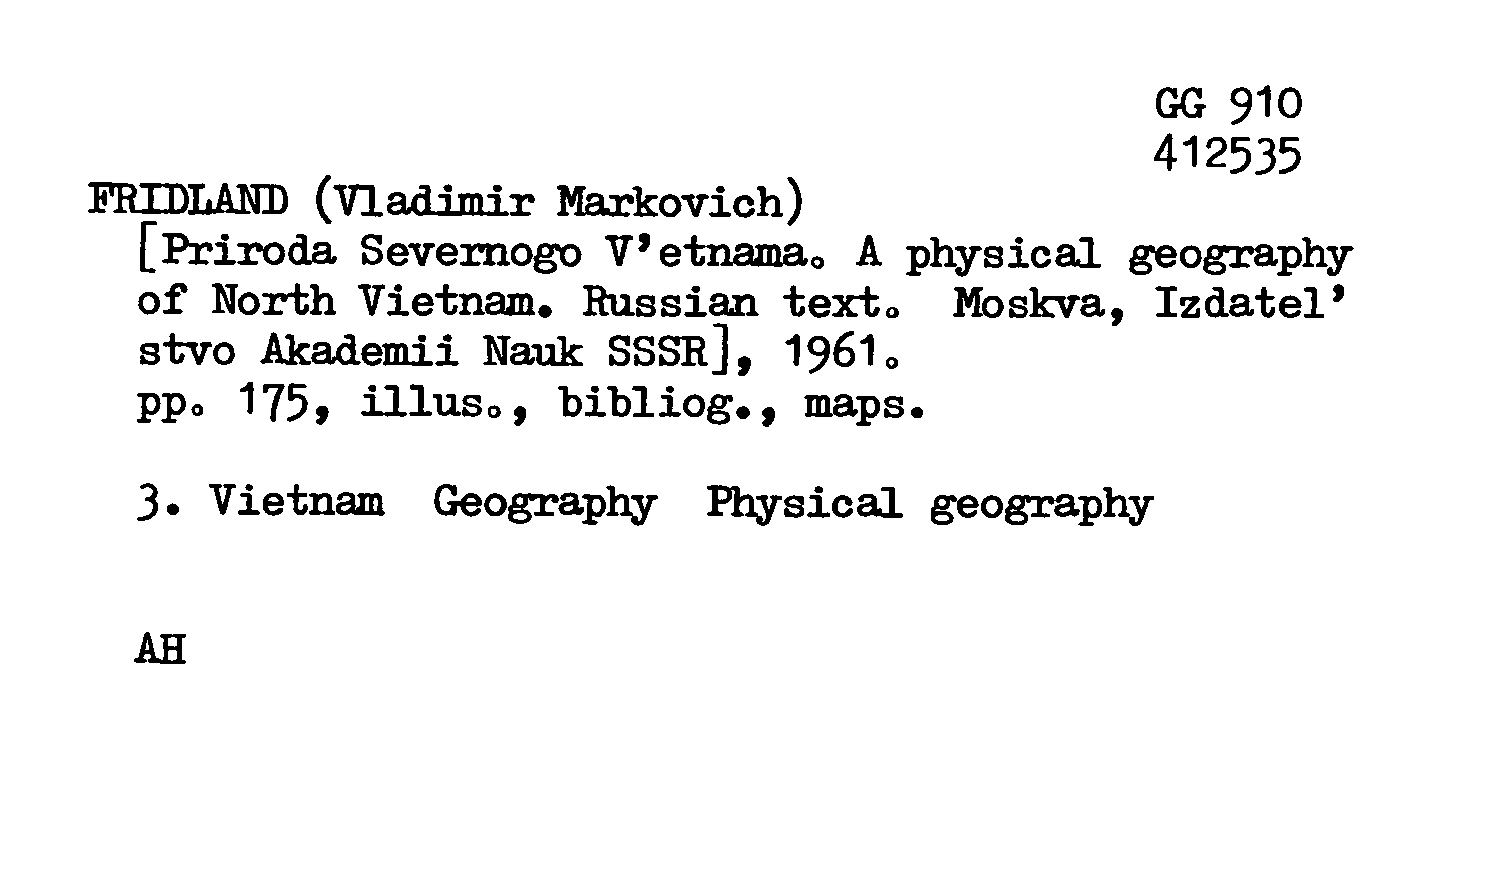 GG 910
412535
FRIDLAND (Vladimir Markovich)
[Priroda Severnogo V'etnama. A physical geography
of North Vietnam. Russian text. Moskva, Izdatel'
stvo Akademii Nauk SSSR], 1961.
pp. 175, illus., bibliog., maps.
3. Vietnam Geography Physical geography
AH